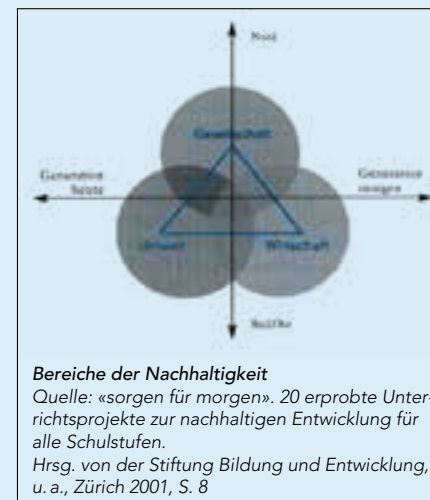 Nord
Gesellschaft
Generation
heute
Generation
morgen
Umwelt
Wirtschaft
Bereiche der Nachhaltigkeit
Quelle: «sorgen für morgen». 20 erprobte Unter-
richtsprojekte zur nachhaltigen Entwicklung für
alle Schulstufen.
Hrsg. von der Stiftung Bildung und Entwicklung,
u. a., Zürich 2001, S. 8